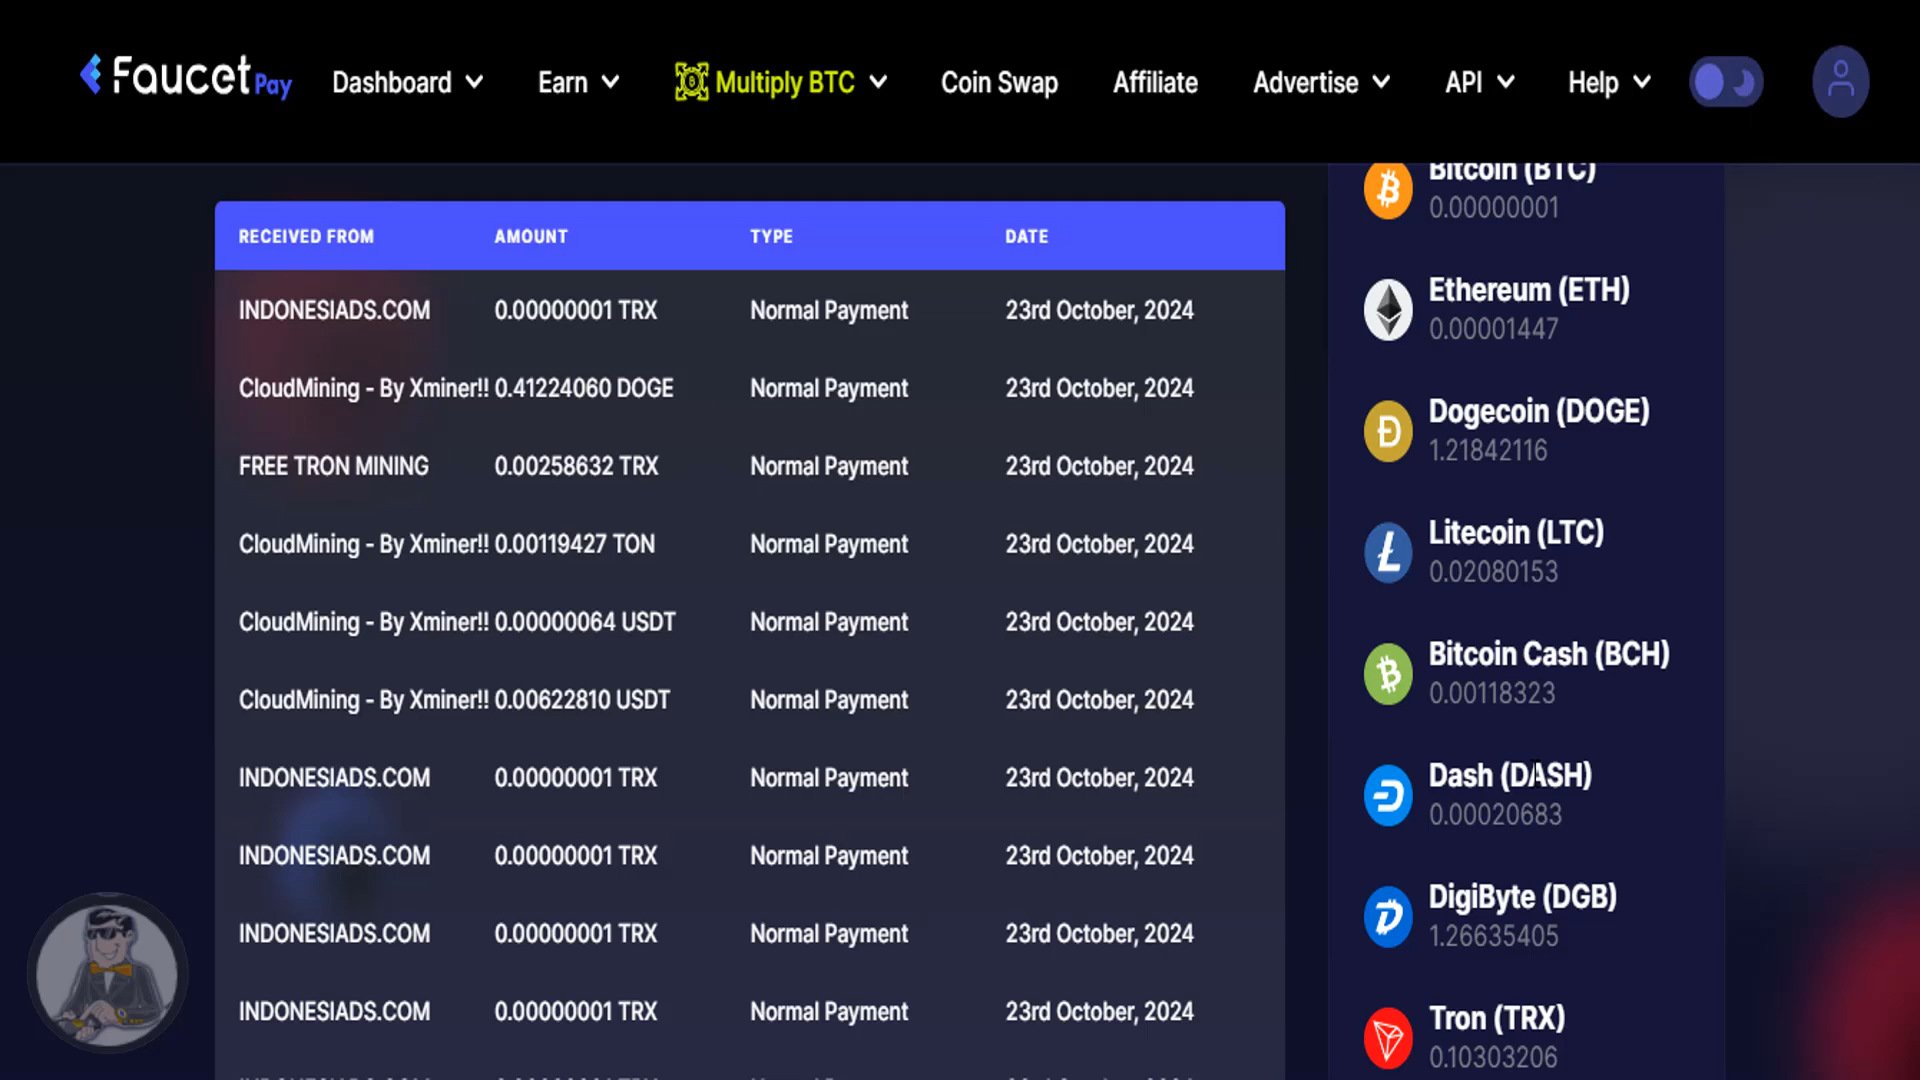 FaucetPay Dashboard Earn Multiply BTC Coin Swap Affiliate Advertise API Help
RECEIVED FROM AMOUNT TYPE DATE
INDONESIADS.COM 0.00000001 TRX Normal Payment 23rd October, 2024
CloudMining - By Xminer!! 0.41224060 DOGE Normal Payment 23rd October, 2024
FREE TRON MINING 0.00258632 TRX Normal Payment 23rd October, 2024
CloudMining - By Xminer!! 0.00119427 TON Normal Payment 23rd October, 2024
CloudMining - By Xminer!! 0.00000064 USDT Normal Payment 23rd October, 2024
CloudMining - By Xminer!! 0.00622810 USDT Normal Payment 23rd October, 2024
INDONESIADS.COM 0.00000001 TRX Normal Payment 23rd October, 2024
INDONESIADS.COM 0.00000001 TRX Normal Payment 23rd October, 2024
INDONESIADS.COM 0.00000001 TRX Normal Payment 23rd October, 2024
INDONESIADS.COM 0.00000001 TRX Normal Payment 23rd October, 2024
Bitcoin (BTC)
0.00000001
Ethereum (ETH)
0.00001447
Dogecoin (DOGE)
1.21842116
Litecoin (LTC)
0.02080153
Bitcoin Cash (BCH)
0.00118323
Dash (DASH)
0.00020683
DigiByte (DGB)
1.26635405
Tron (TRX)
0.10303206